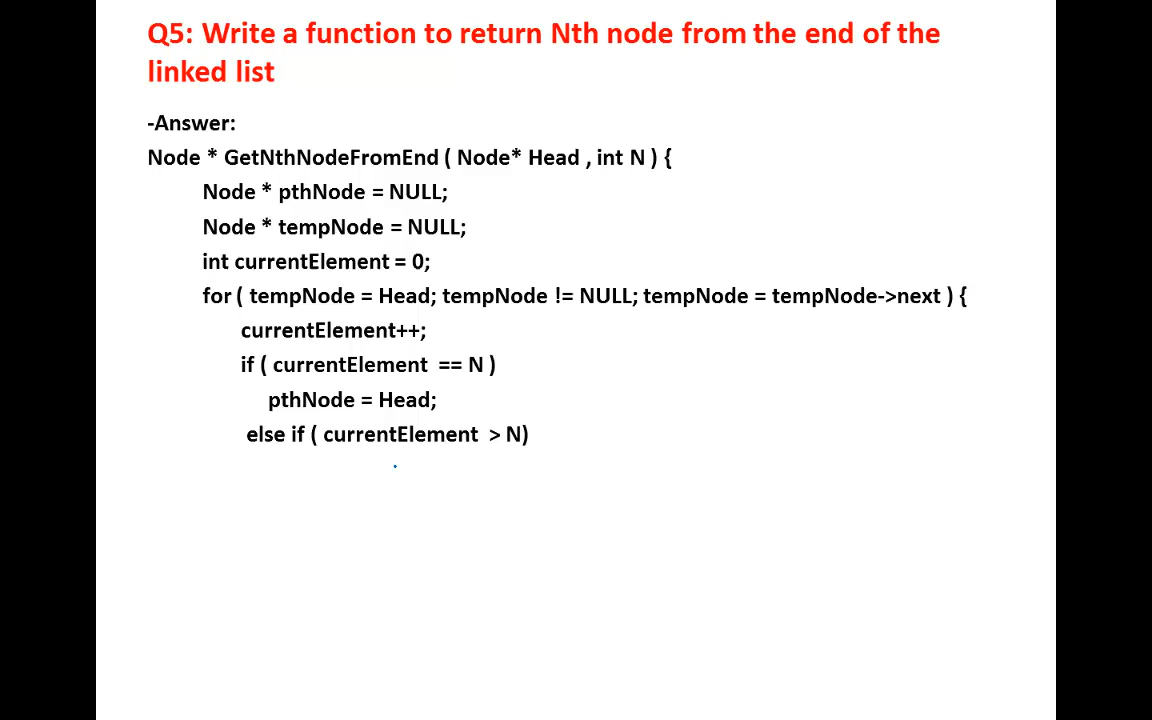 Q5: Write a function to return Nth node from the end of the
linked list
-Answer:
Node * GetNthNodeFromEnd ( Node* Head , int N ) {
Node * pthNode = NULL;
Node * tempNode = NULL;
int currentElement = 0;
for ( tempNode = Head; tempNode != NULL; tempNode = tempNode->next ) {
currentElement++;
if ( currentElement == N )
pthNode = Head;
else if ( currentElement > N)